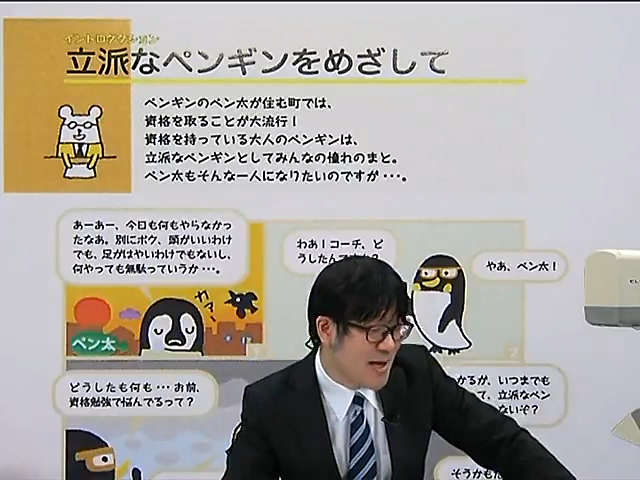 イントロダクション
立派なペンギンをめざして
ペンギンのペン太が住む町では、
資格を取ることが大流行！
資格を持っている大人のペンギンは、
立派なペンギンとしてみんなの憧れのまと。
ペン太もそんな一人になりたいのですが・・・。
あーあー、今日も何もやらなかっ
たなあ。別にボク、頭がいいわけ
でも、足がはやいわけでもないし、
何やっても無駄っていうか・・・。
カァー
ペン太
1
わあ！コーチ、ど
うしたんですか？
やあ、ペン太！
2
どうしたも何も・・・お前、
資格勉強で悩んでるって？
かるが、いつまでも
て、立派なペン
ないぞ？
そうかもだ